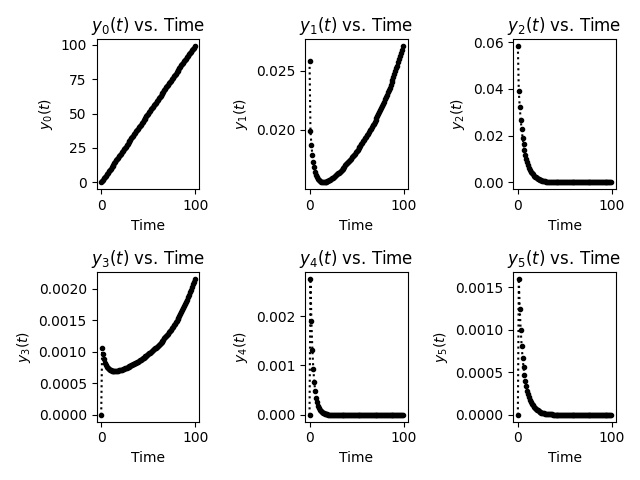 y₀(t) vs. Time
y₁(t) vs. Time
y₂(t) vs. Time
100
75
50
25
0
y₀(t)
0
100
Time
0.025
0.020
y₁(t)
0
100
Time
0.06
0.04
0.02
0.00
y₂(t)
0
100
Time
y₃(t) vs. Time
y₄(t) vs. Time
y₅(t) vs. Time
0.0020
0.0015
0.0010
0.0005
0.0000
y₃(t)
0
100
Time
0.002
0.001
0.000
y₄(t)
0
100
Time
0.0015
0.0010
0.0005
0.0000
y₅(t)
0
100
Time